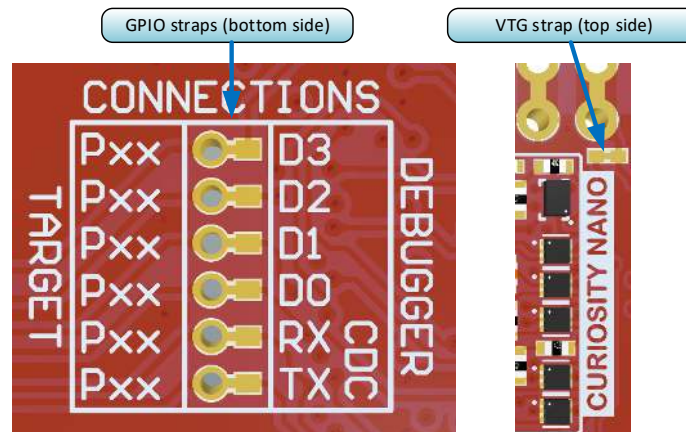 GPIO straps (bottom side)
VTG strap (top side)
CONNECTIONS
TARGET
DEBUGGER
CDC
Pxx D3
Pxx D2
Pxx D1
Pxx D0
Pxx RX
Pxx TX
CURIOSITY NANO